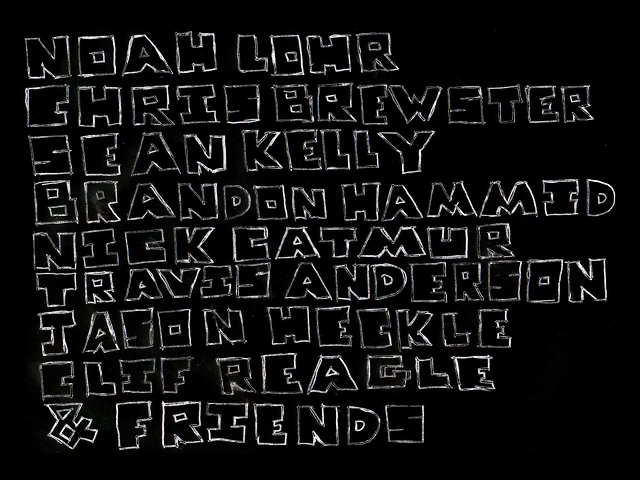 NOAH LOHR
CHRIS BREWSTER
SEAN KELLY
BRANDON HAMMID
NICK CATMUR
TRAVIS ANDERSON
JASON HECKLE
CLIF REAGLE
& FRIENDS